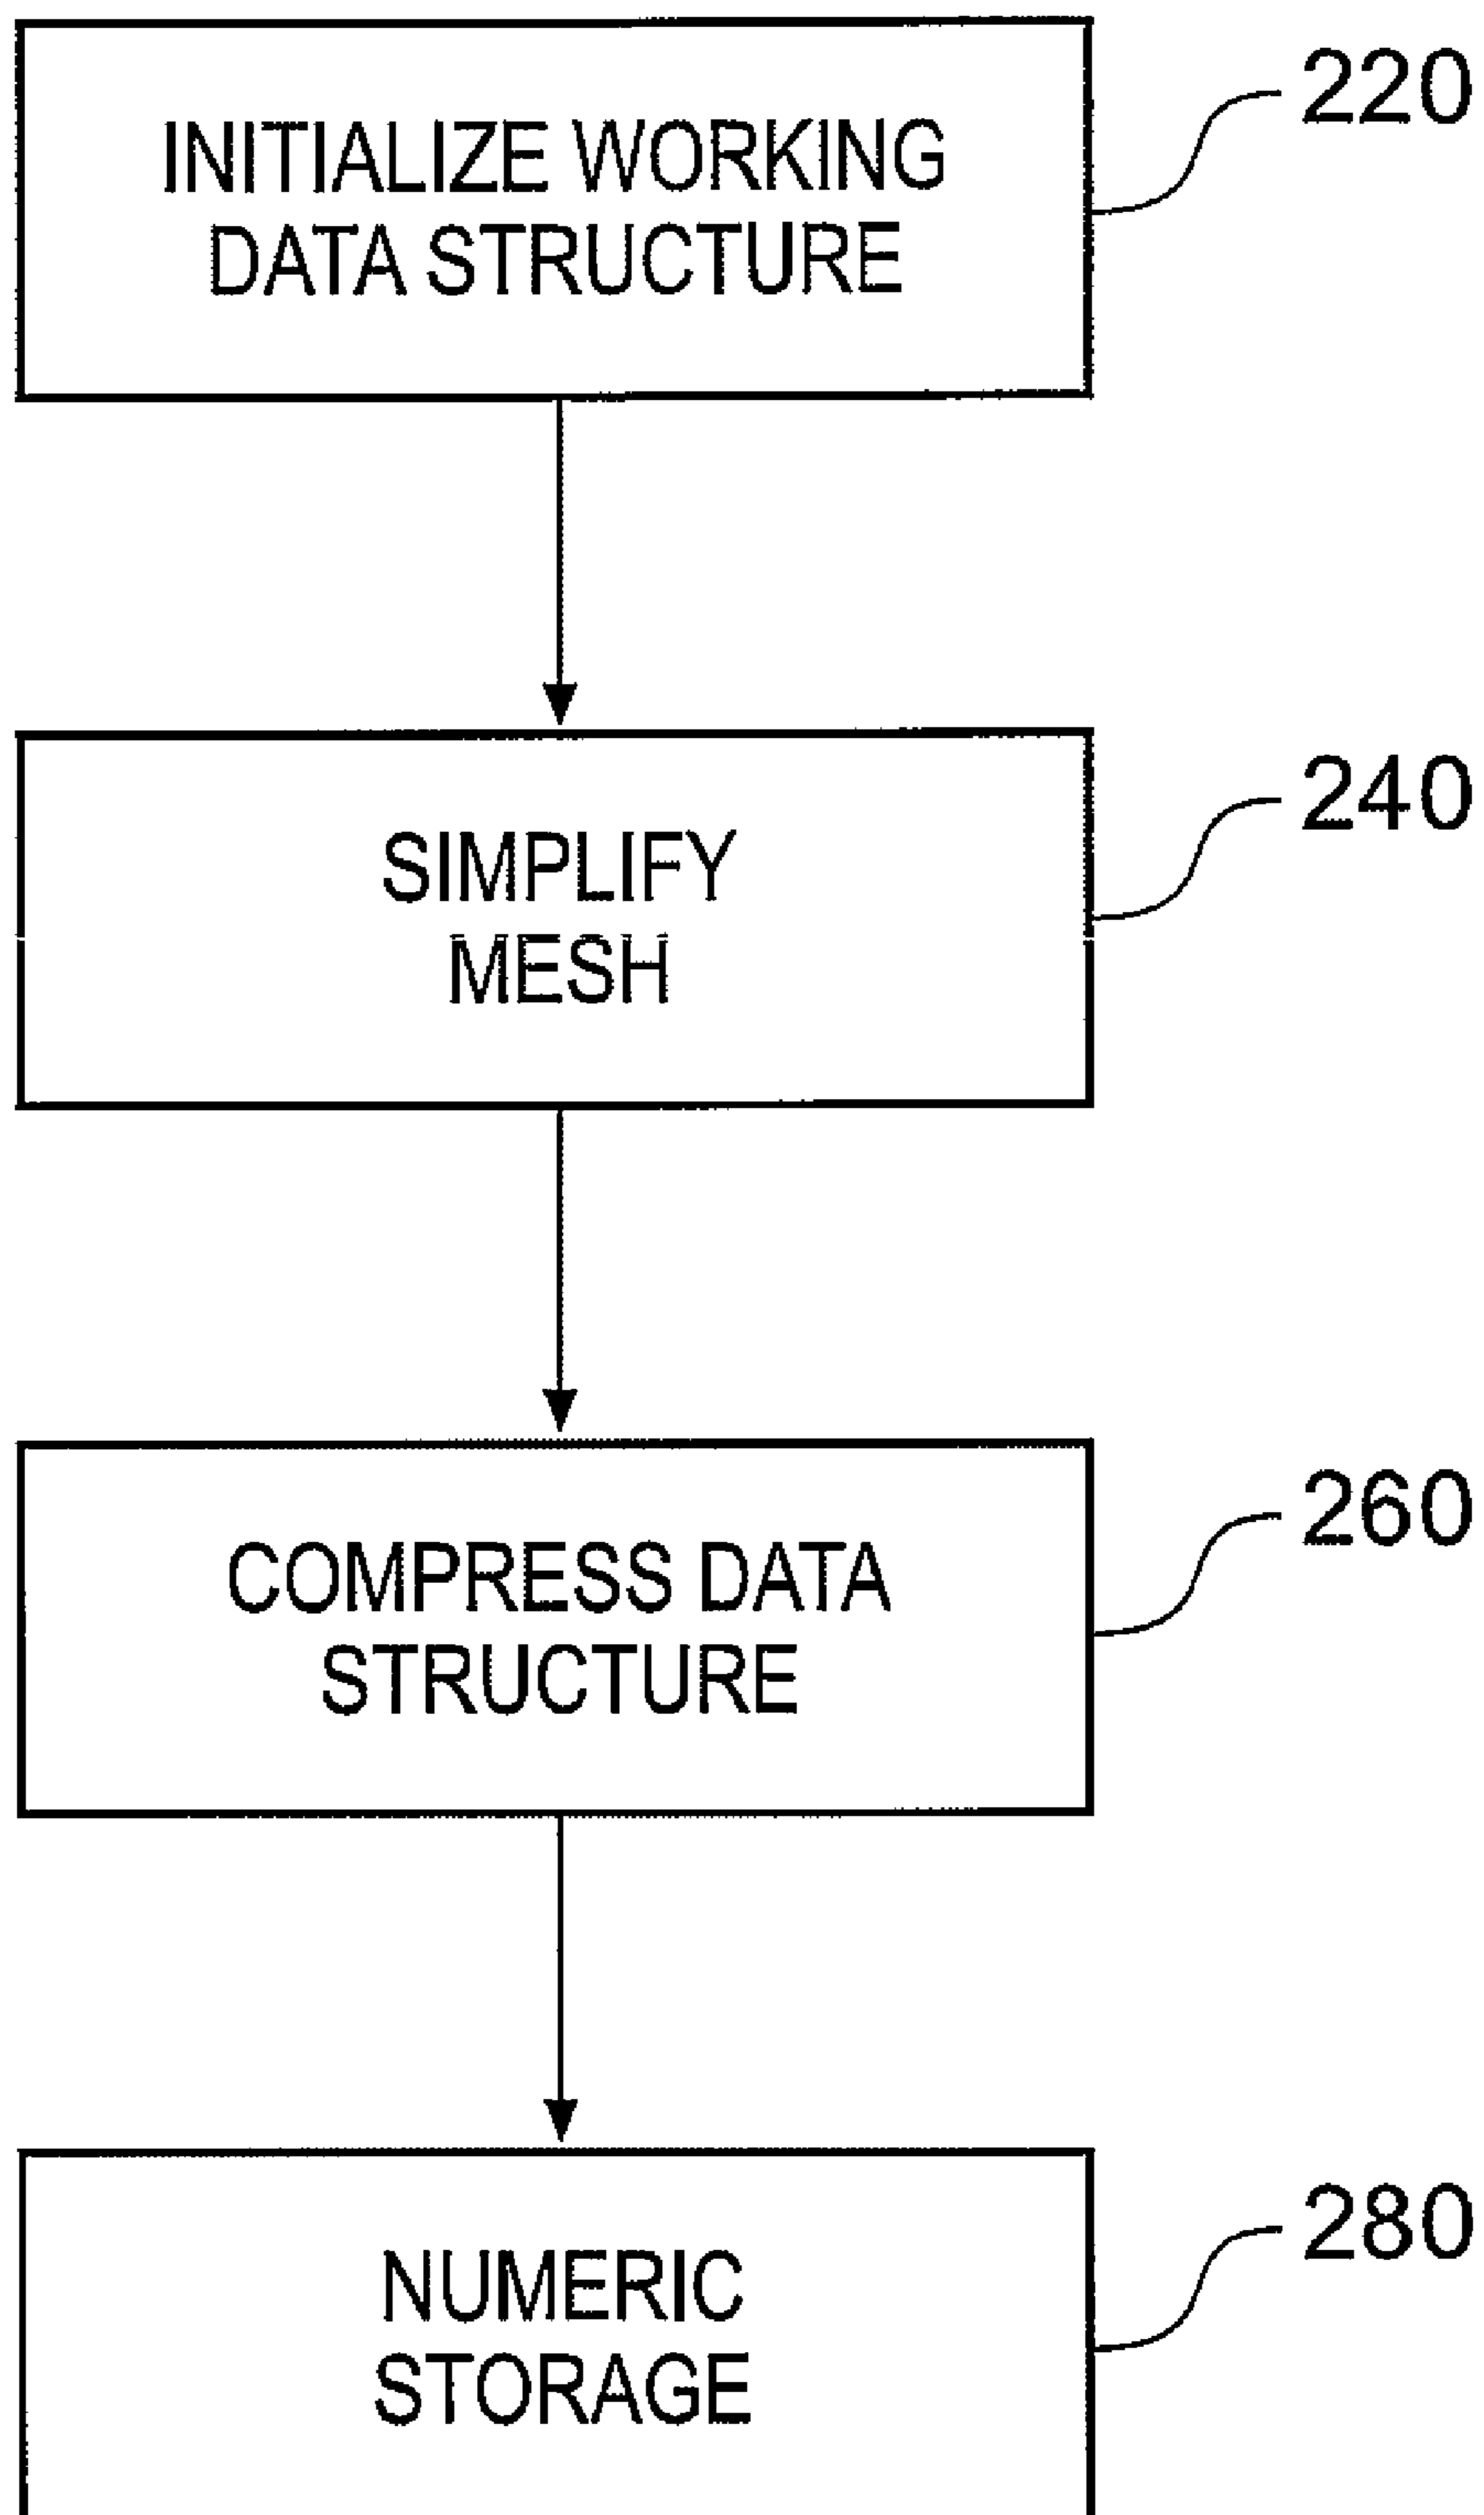 INITIALIZE WORKING
DATA STRUCTURE
220
SIMPLIFY
MESH
240
COMPRESS DATA
STRUCTURE
260
NUMERIC
STORAGE
280